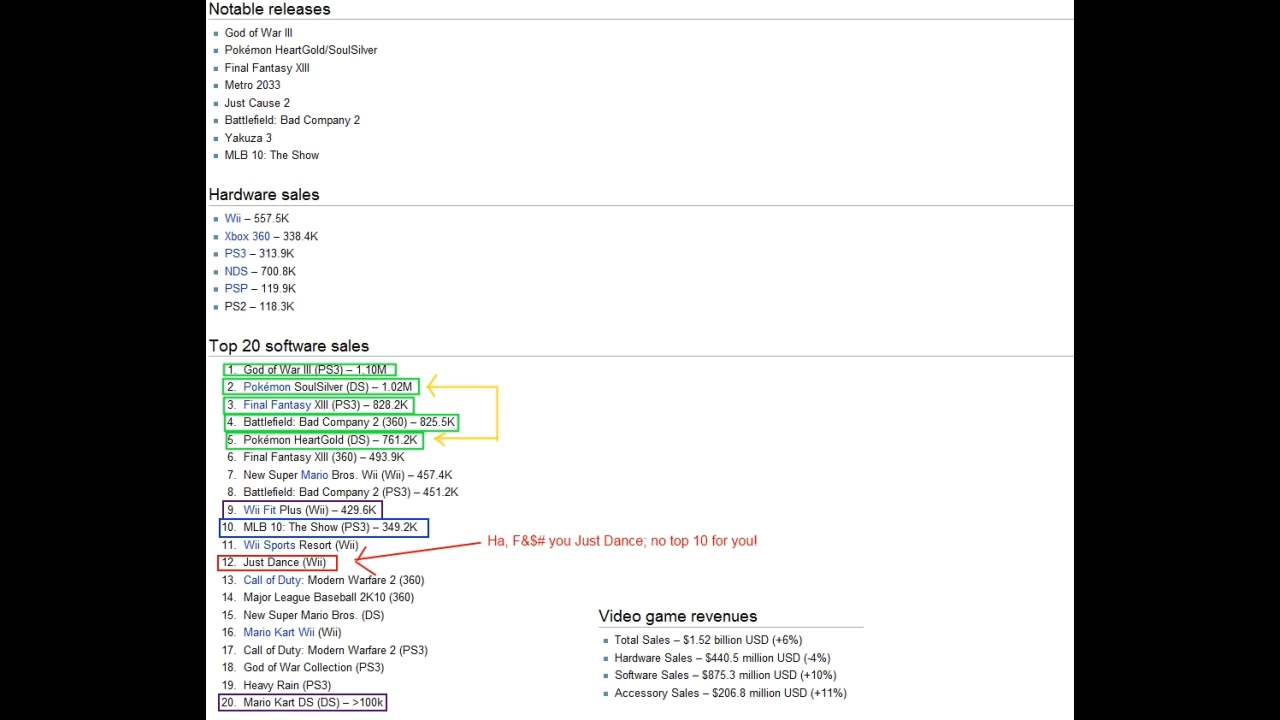 Notable releases
God of War III
Pokémon HeartGold/SoulSilver
Final Fantasy XIII
Metro 2033
Just Cause 2
Battlefield: Bad Company 2
Yakuza 3
MLB 10: The Show
Hardware sales
Wii – 557.5K
Xbox 360 – 338.4K
PS3 – 313.9K
NDS – 700.8K
PSP – 119.9K
PS2 – 118.3K
Top 20 software sales
1. God of War III (PS3) – 1.10M
2. Pokémon SoulSilver (DS) – 1.02M
3. Final Fantasy XIII (PS3) – 828.2K
4. Battlefield: Bad Company 2 (360) – 825.5K
5. Pokémon HeartGold (DS) – 761.2K
6. Final Fantasy XIII (360) – 493.9K
7. New Super Mario Bros. Wii (Wii) – 457.4K
8. Battlefield: Bad Company 2 (PS3) – 451.2K
9. Wii Fit Plus (Wii) – 429.6K
10. MLB 10: The Show (PS3) – 349.2K
11. Wii Sports Resort (Wii)
Ha, F&$# you Just Dance; no top 10 for you!
12. Just Dance (Wii)
13. Call of Duty: Modern Warfare 2 (360)
14. Major League Baseball 2K10 (360)
15. New Super Mario Bros. (DS)
16. Mario Kart Wii (Wii)
17. Call of Duty: Modern Warfare 2 (PS3)
18. God of War Collection (PS3)
19. Heavy Rain (PS3)
20. Mario Kart DS (DS) – >100k
Video game revenues
Total Sales – $1.52 billion USD (+6%)
Hardware Sales – $440.5 million USD (-4%)
Software Sales – $875.3 million USD (+10%)
Accessory Sales – $206.8 million USD (+11%)